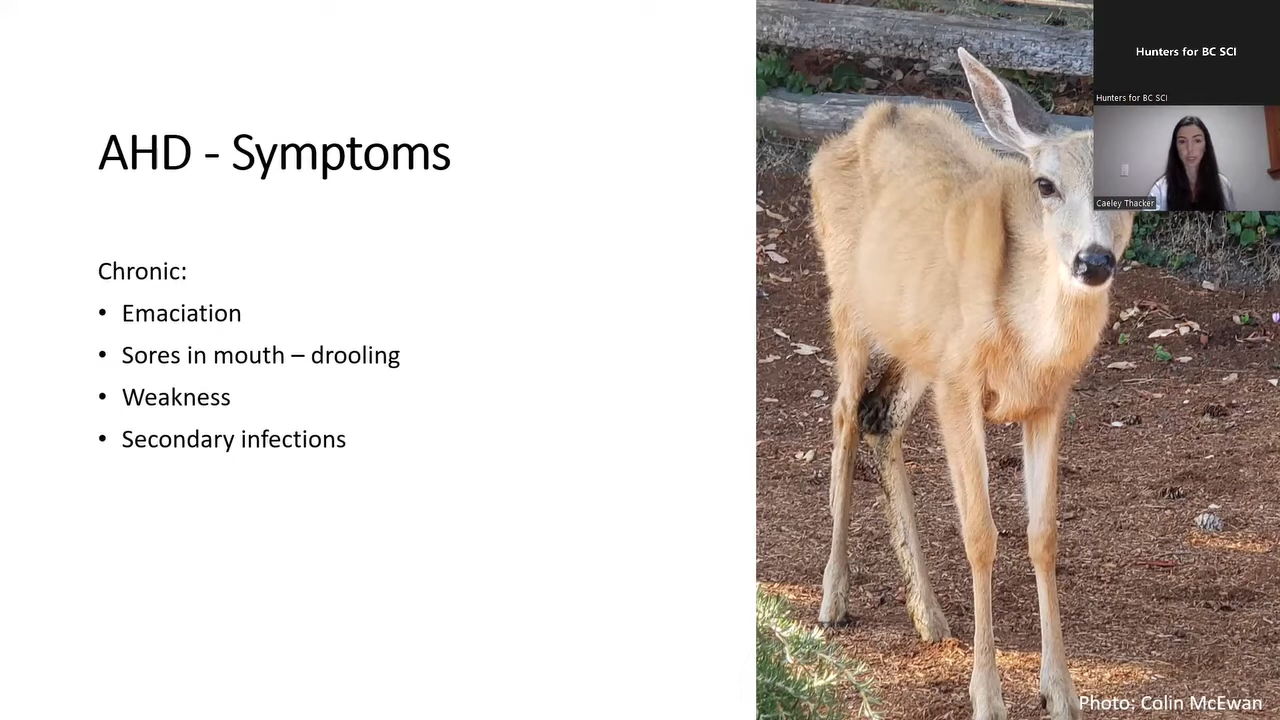 AHD - Symptoms
Chronic:
• Emaciation
• Sores in mouth – drooling
• Weakness
• Secondary infections
Hunters for BC SCI
Hunters for BC SCI
Caeley Thacker
Photo: Colin McEwan